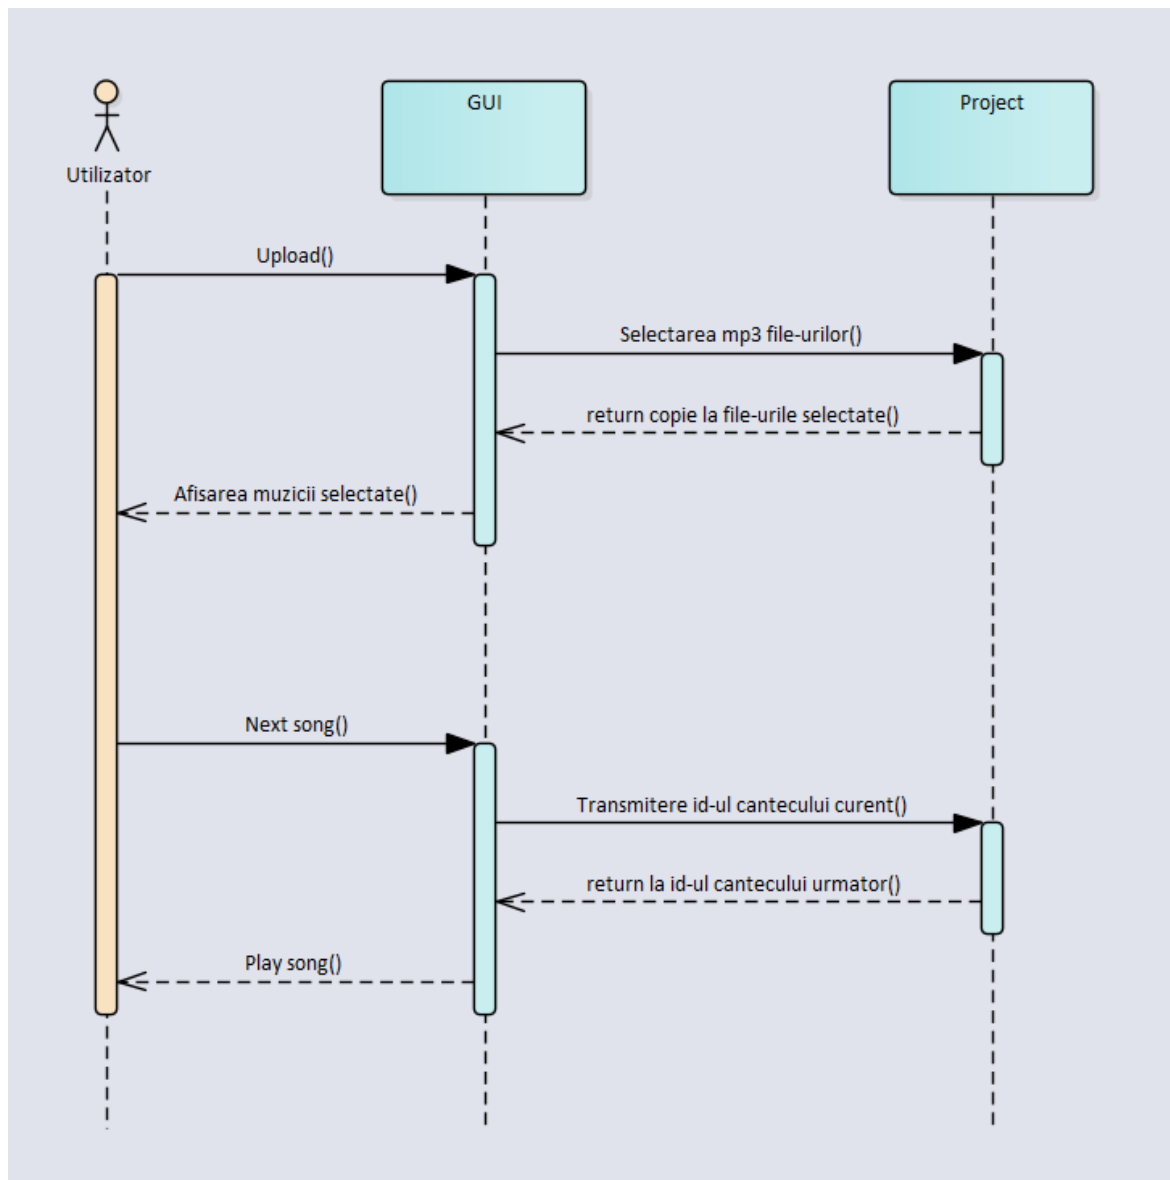 GUI
Project
Utilizator
Upload()
Selectarea mp3 file-urilor()
return copie la file-urile selectate()
Afisarea muzicii selectate()
Next song()
Transmitere id-ul cantecului curent()
return la id-ul cantecului urmator()
Play song()